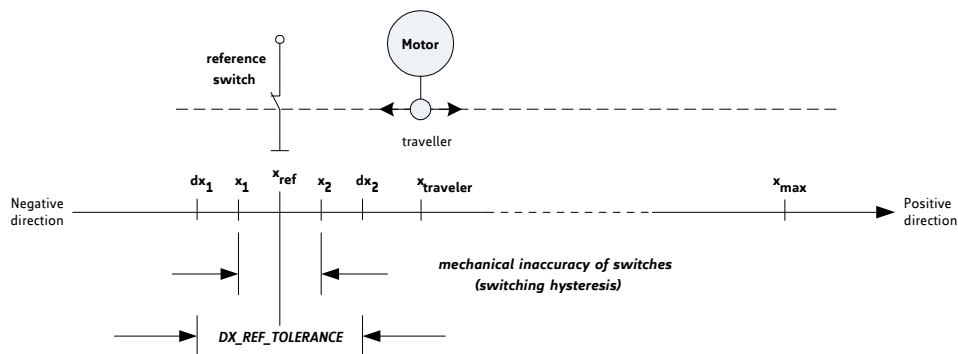 Motor
reference
switch
traveller
dx1 x1 xref x2 dx2 xtraveler xmax
Negative
direction
Positive
direction
mechanical inaccuracy of switches
(switching hysteresis)
DX_REF_TOLERANCE